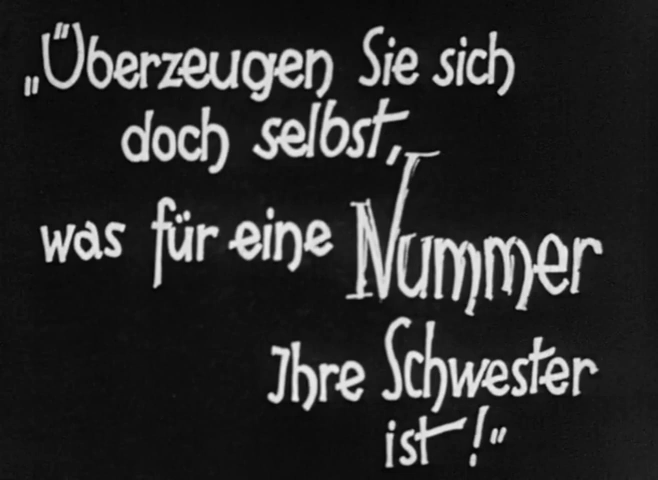 „Überzeugen Sie sich
doch selbst,
was für eine Nummer
Ihre Schwester
ist!“